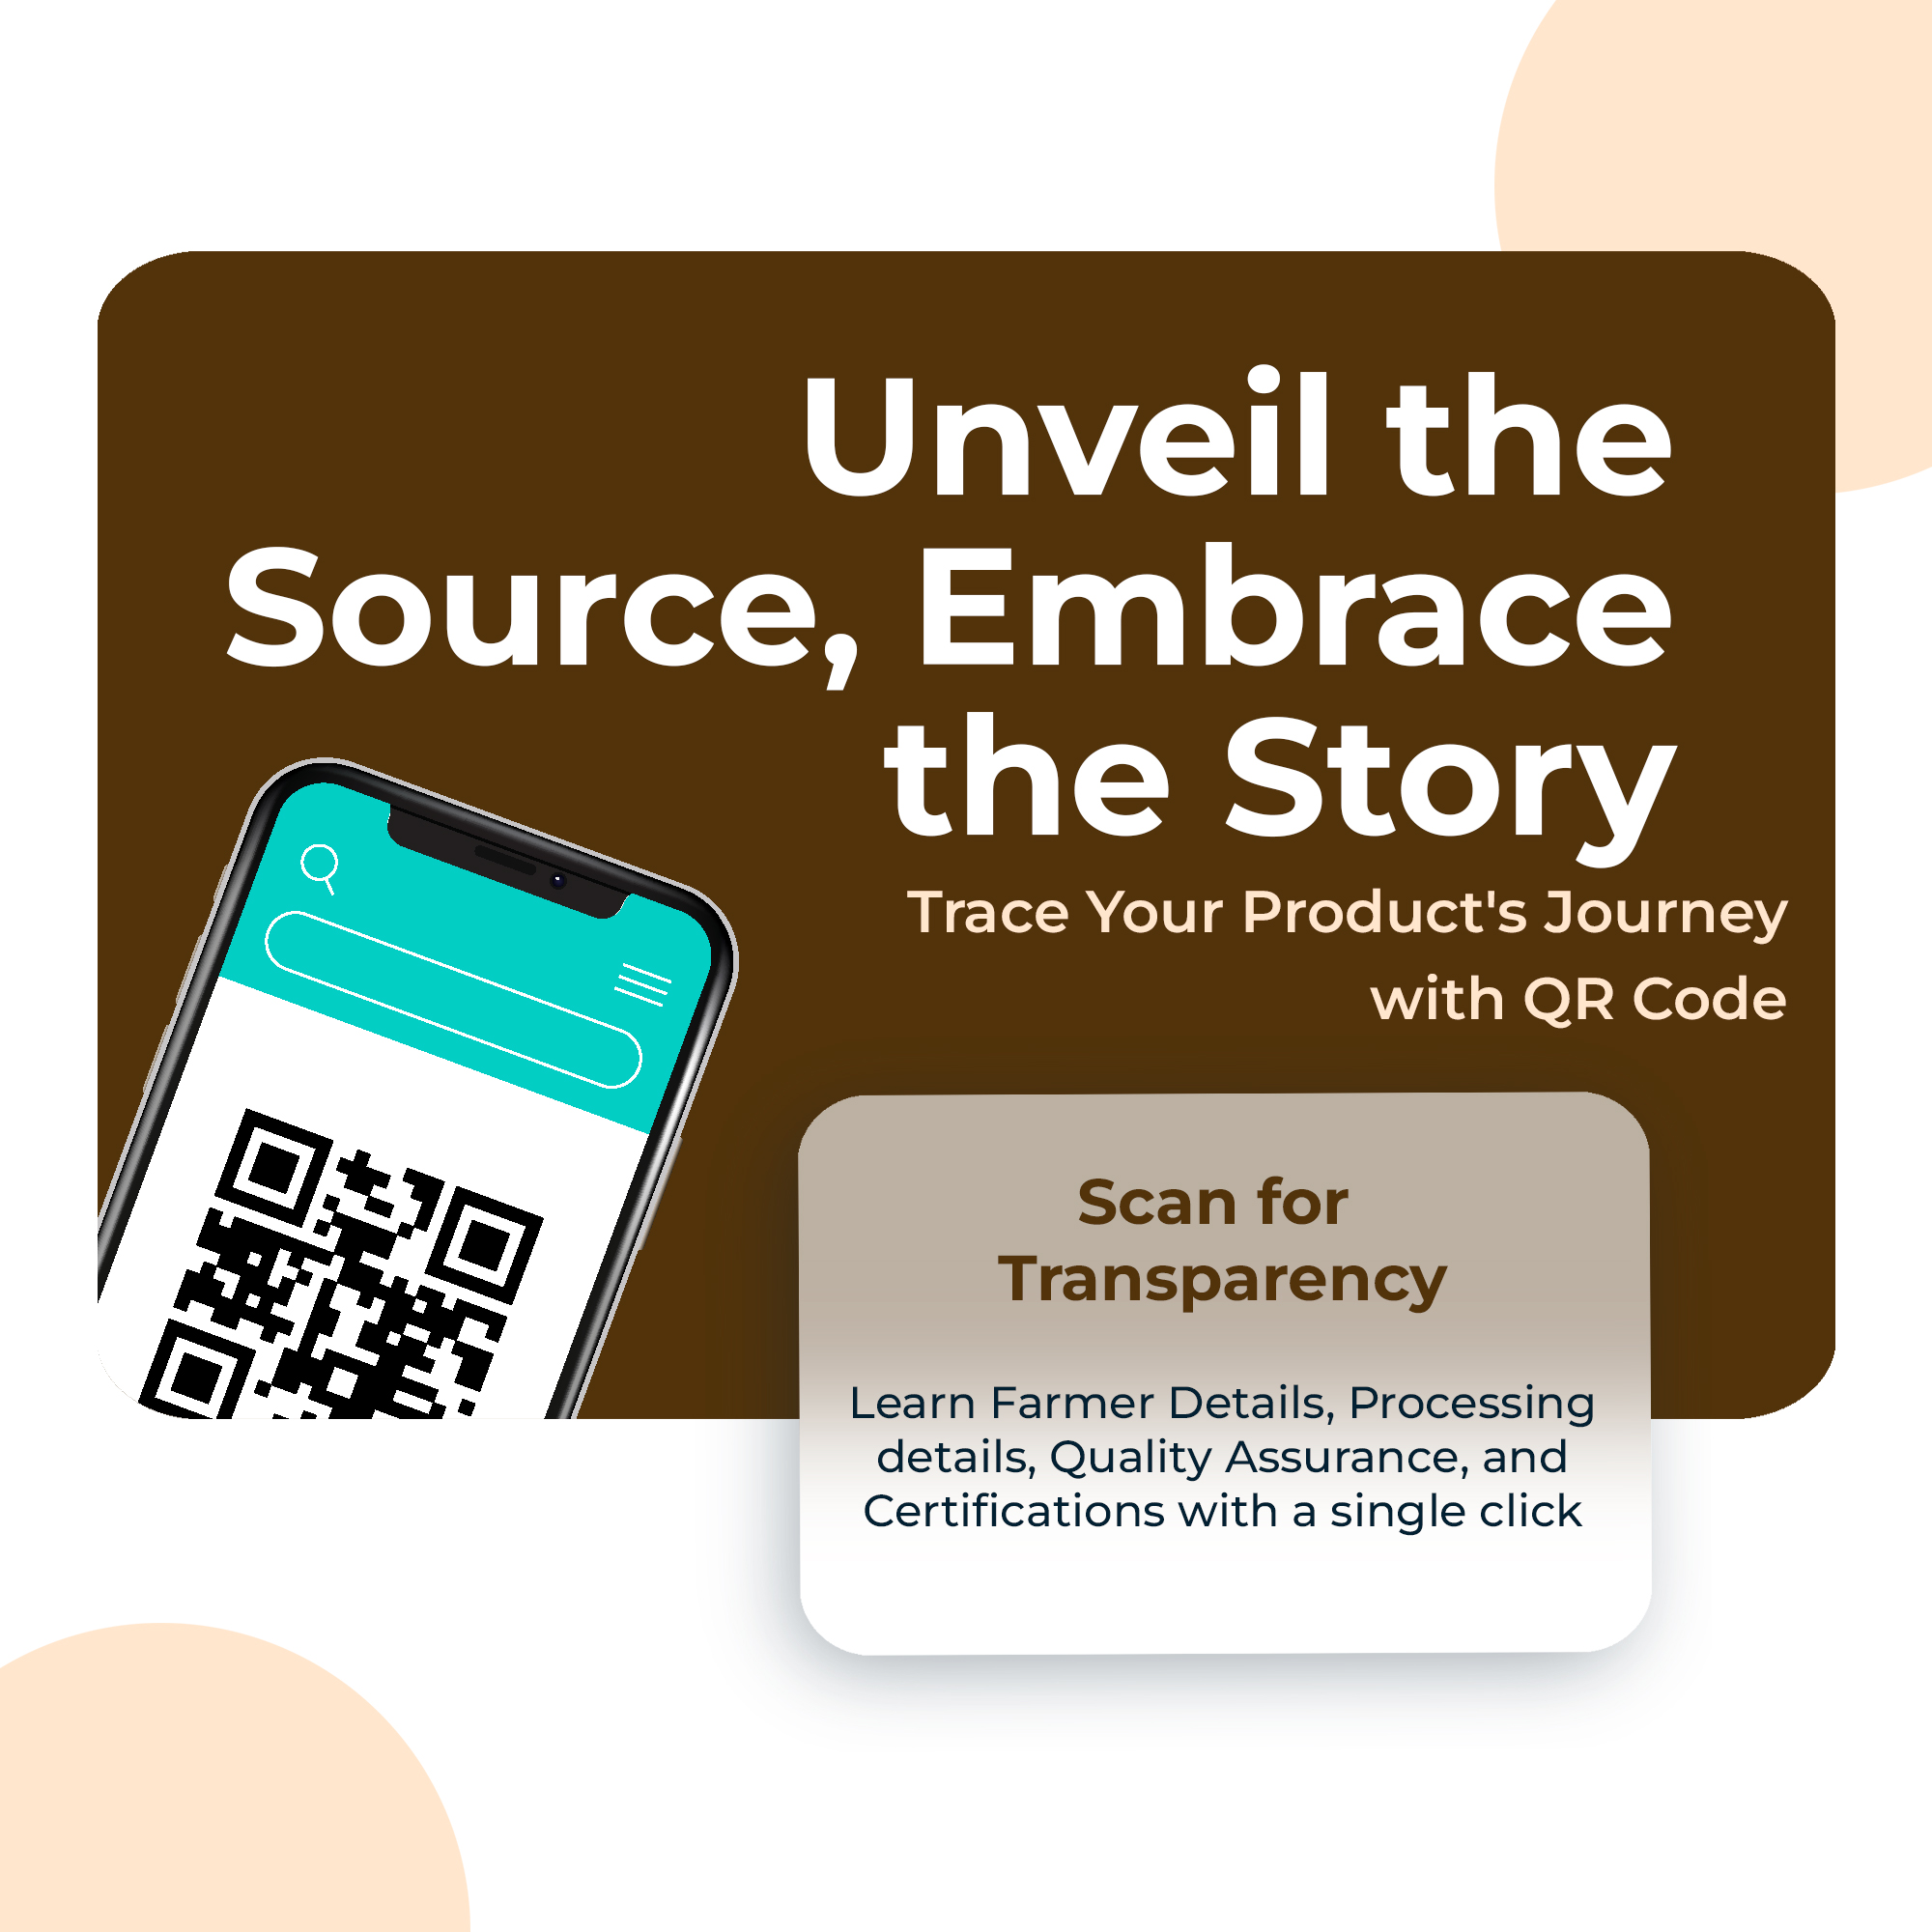 Unveil the
Source, Embrace
the Story
Trace Your Product's Journey
with QR Code
Scan for
Transparency
Learn Farmer Details, Processing
details, Quality Assurance, and
Certifications with a single click